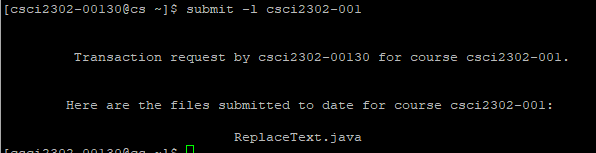 [csci2302-00130@cs ~]$ submit -l csci2302-001
Transaction request by csci2302-00130 for course csci2302-001.
Here are the files submitted to date for course csci2302-001:
ReplaceText.java
[csci2302-00130@cs ~]$